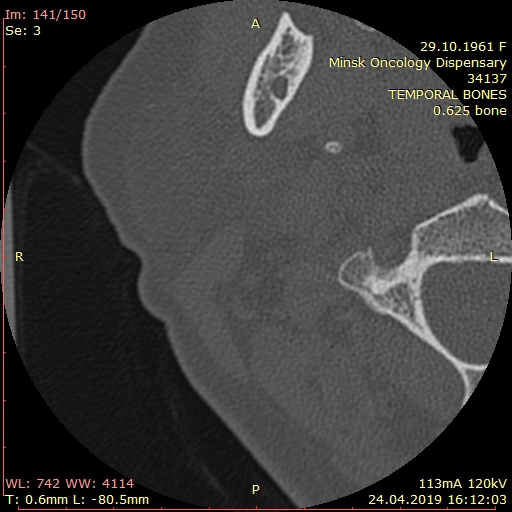 Im: 141/150
Se: 3
A
29.10.1961 F
Minsk Oncology Dispensary
34137
TEMPORAL BONES
0.625 bone
R
L
WL: 742 WW: 4114
T: 0.6mm L: -80.5mm
P
113mA 120kV
24.04.2019 16:12:03